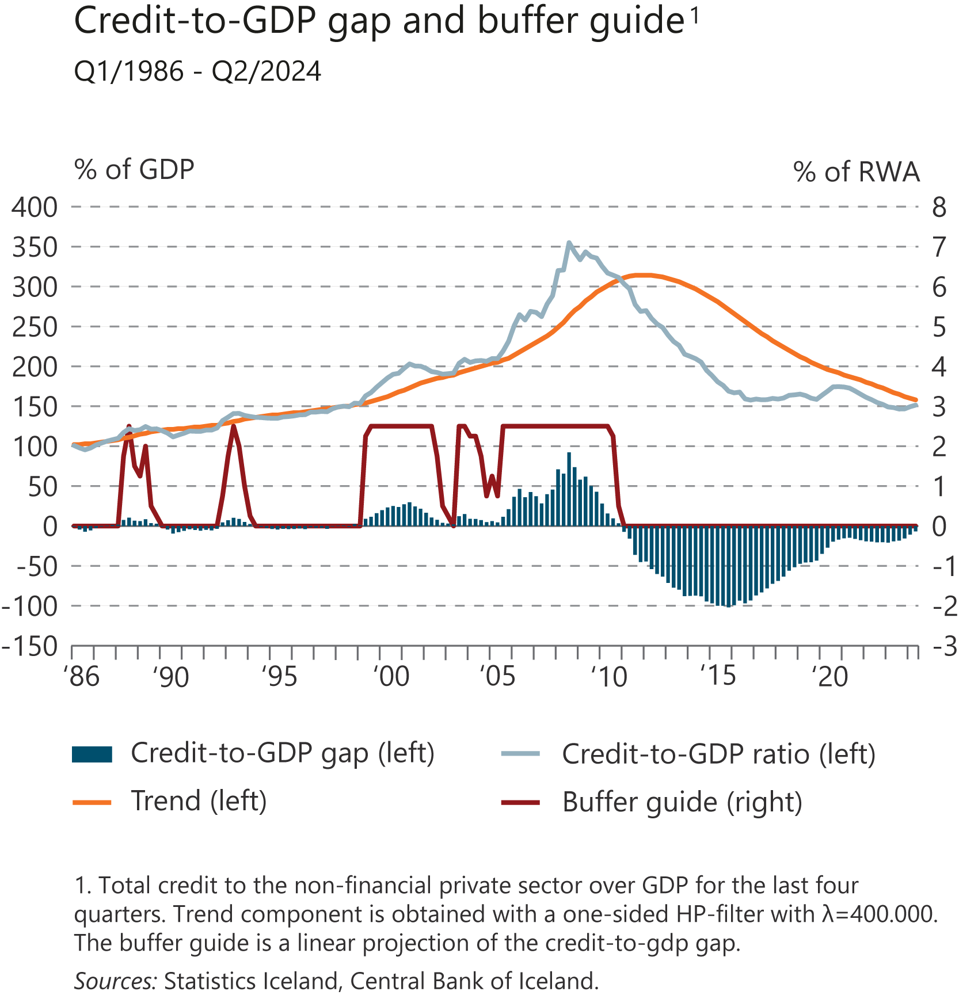 Credit-to-GDP gap and buffer guide¹
Q1/1986 - Q2/2024
% of GDP
% of RWA
400
8
350
7
300
6
250
5
200
4
150
3
100
2
50
1
0
0
-50
-1
-100
-2
-150
-3
‘86 ‘90 ‘95 ‘00 ‘05 ‘10 ‘15 ‘20
Credit-to-GDP gap (left)
Credit-to-GDP ratio (left)
Trend (left)
Buffer guide (right)
1. Total credit to the non-financial private sector over GDP for the last four
quarters. Trend component is obtained with a one-sided HP-filter with λ=400.000.
The buffer guide is a linear projection of the credit-to-gdp gap.
Sources: Statistics Iceland, Central Bank of Iceland.